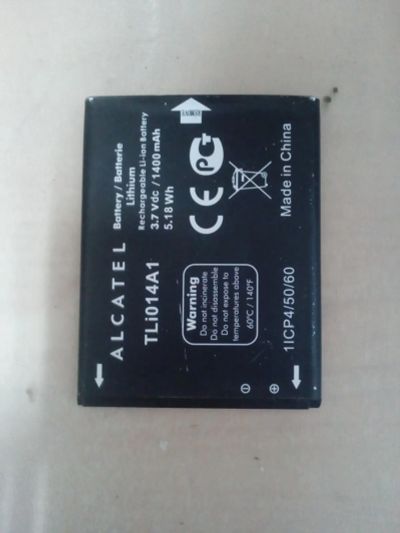 ALCATEL
TLi014A1
Battery / Batterie
Lithium
Rechargeable Li-ion Battery
3.7 Vdc / 1400 mAh
5.18 Wh
Warning
Do not incinerate
Do not disassemble
Do not expose to
temperatures above
60°C / 140°F
CE
PCT
Made in China
1ICP4/50/60